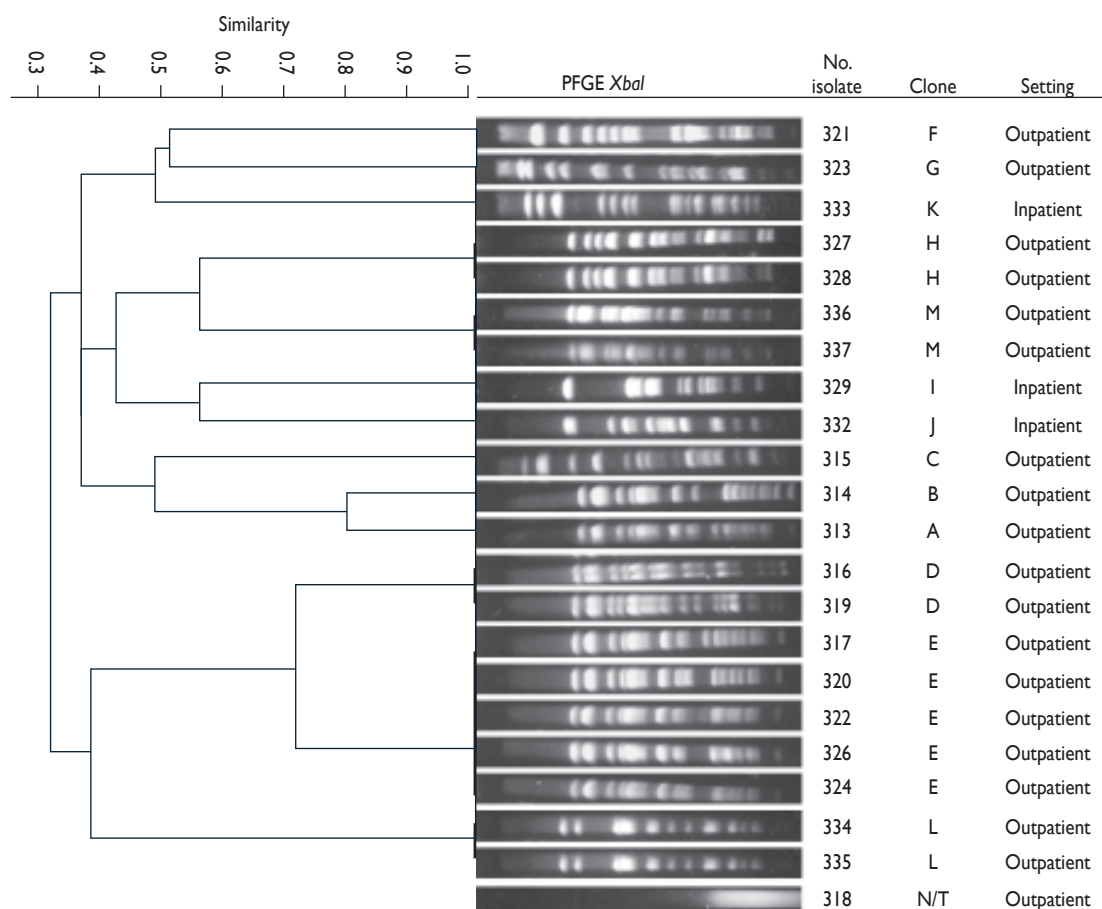 Similarity
0.3 0.4 0.5 0.6 0.7 0.8 0.9 1.0
PFGE XbaI
No. isolate Clone Setting
321 F Outpatient
323 G Outpatient
333 K Inpatient
327 H Outpatient
328 H Outpatient
336 M Outpatient
337 M Outpatient
329 I Inpatient
332 J Inpatient
315 C Outpatient
314 B Outpatient
313 A Outpatient
316 D Outpatient
319 D Outpatient
317 E Outpatient
320 E Outpatient
322 E Outpatient
326 E Outpatient
324 E Outpatient
334 L Outpatient
335 L Outpatient
318 N/T Outpatient